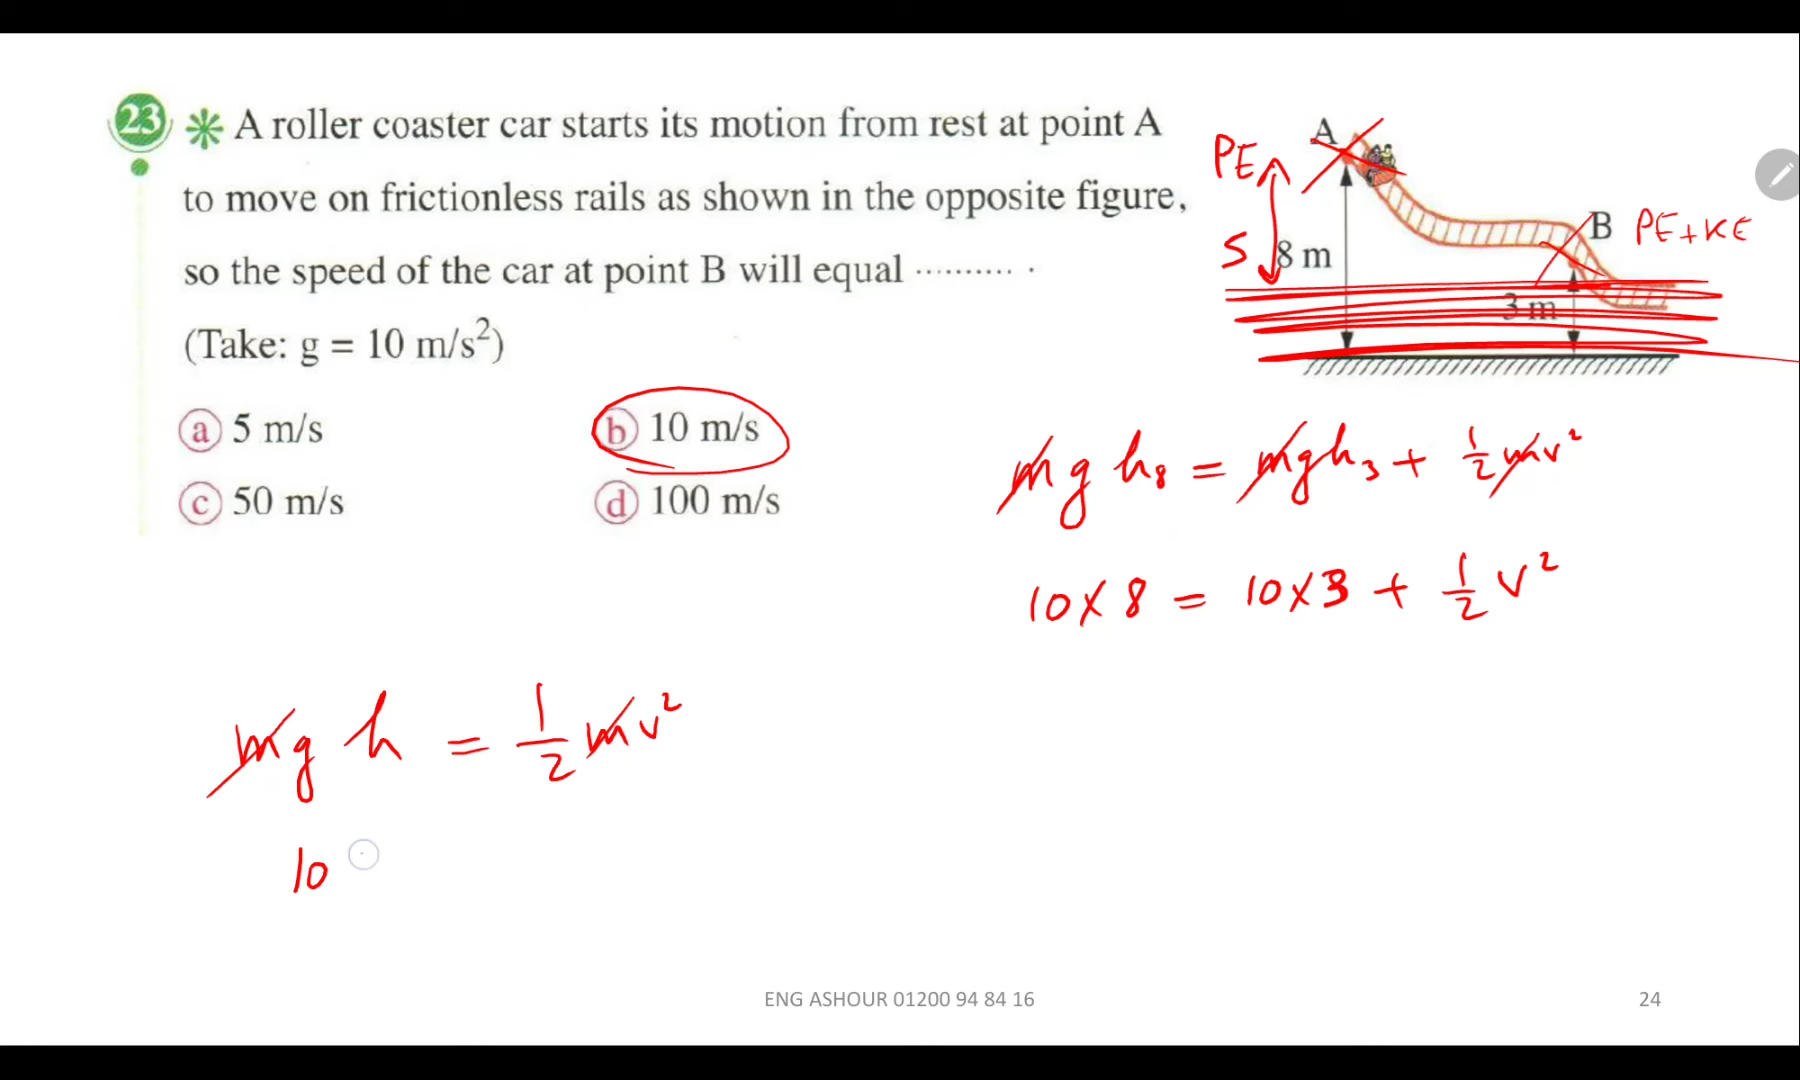 23 * A roller coaster car starts its motion from rest at point A
to move on frictionless rails as shown in the opposite figure,
so the speed of the car at point B will equal .......... .
(Take: g = 10 m/s²)
a 5 m/s
b 10 m/s
c 50 m/s
d 100 m/s
A
PE
B PE+KE
5 8 m
3 m
mgh₈ = mgh₃ + ½mv²
10×8 = 10×3 + ½v²
mgh = ½mv²
10
ENG ASHOUR 01200 94 84 16
24